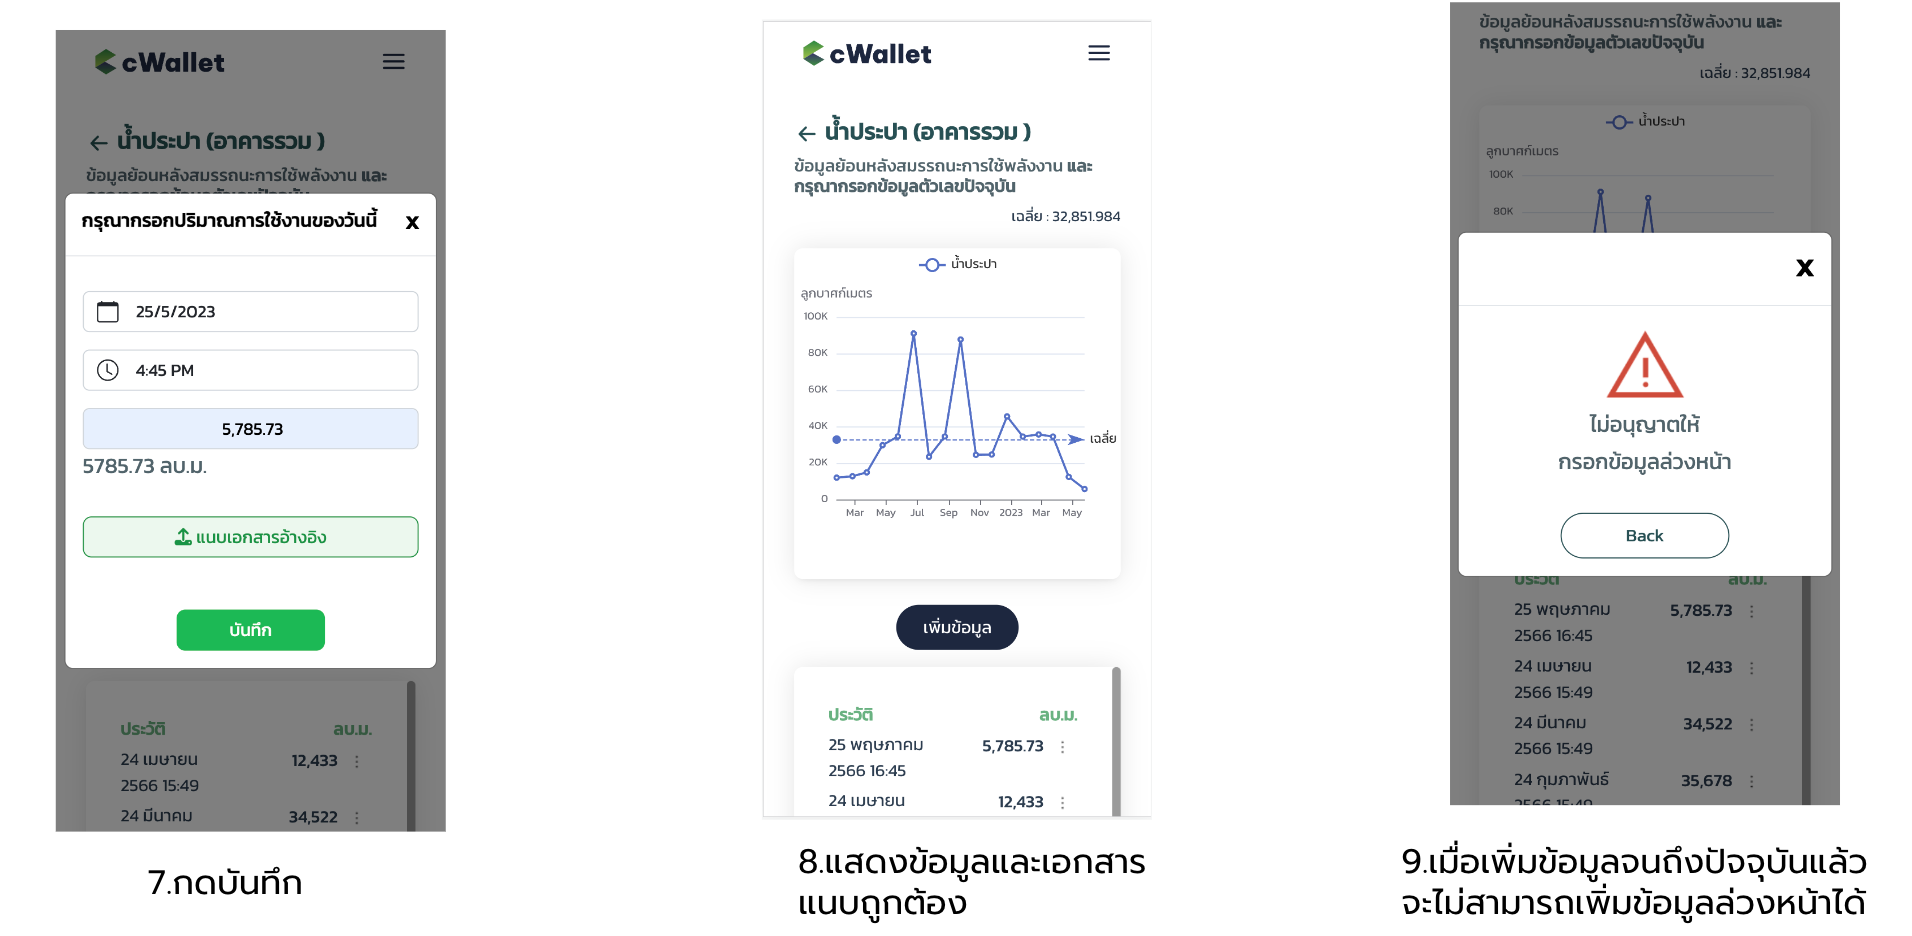 cWallet
น้ำประปา (อาคารรวม )
ข้อมูลย้อนหลังสมรรถนะการใช้พลังงาน และ
กรุณากรอกปริมาณการใช้งานของวันนี้ x
25/5/2023
4:45 PM
5,785.73
5785.73 ลบ.ม.
แนบเอกสารอ้างอิง
บันทึก
ประวัติ ลบ.ม.
24 เมษายน 12,433
2566 15:49
24 มีนาคม 34,522
7.กดบันทึก
cWallet
น้ำประปา (อาคารรวม )
ข้อมูลย้อนหลังสมรรถนะการใช้พลังงาน และ
กรุณากรอกข้อมูลตัวเลขปัจจุบัน
เฉลี่ย : 32,851.984
น้ำประปา
ลูกบาศก์เมตร
100K
80K
60K
40K
เฉลี่ย
20K
0
Mar May Jul Sep Nov 2023 Mar May
เพิ่มข้อมูล
ประวัติ ลบ.ม.
25 พฤษภาคม 5,785.73
2566 16:45
24 เมษายน 12,433
8.แสดงข้อมูลและเอกสาร
แนบถูกต้อง
ข้อมูลย้อนหลังสมรรถนะการใช้พลังงาน และ
กรุณากรอกข้อมูลตัวเลขปัจจุบัน
เฉลี่ย : 32,851.984
น้ำประปา
ลูกบาศก์เมตร
100K
80K
x
ไม่อนุญาตให้
กรอกข้อมูลล่วงหน้า
Back
ประวัติ ลบ.ม.
25 พฤษภาคม 5,785.73
2566 16:45
24 เมษายน 12,433
2566 15:49
24 มีนาคม 34,522
2566 15:49
24 กุมภาพันธ์ 35,678
2566 15:49
9.เมื่อเพิ่มข้อมูลจนถึงปัจจุบันแล้ว
จะไม่สามารถเพิ่มข้อมูลล่วงหน้าได้